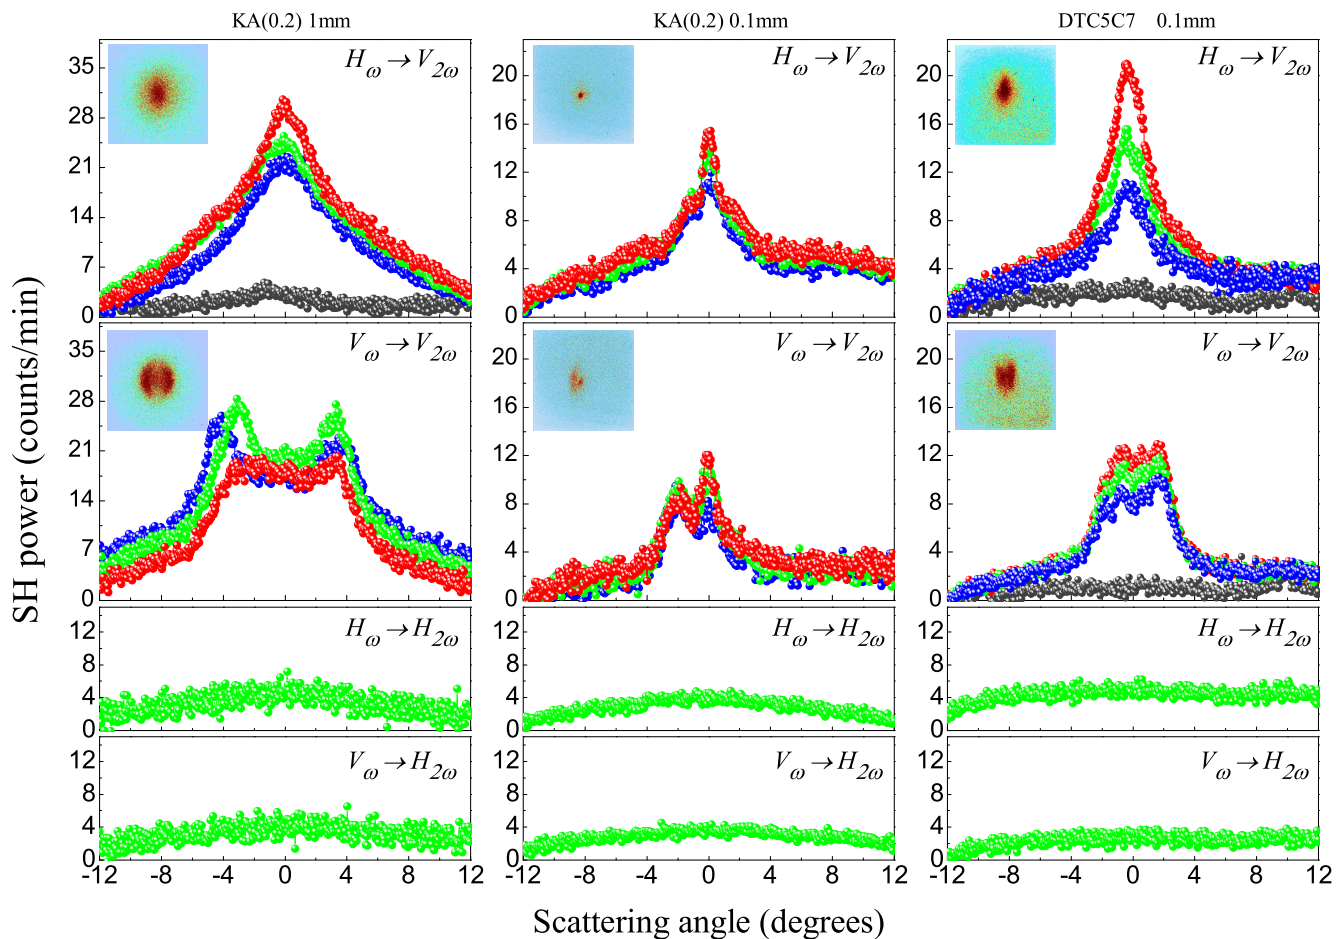 KA(0.2) 1mm KA(0.2) 0.1mm DTC5C7 0.1mm
H_ω→V_2ω H_ω→V_2ω H_ω→V_2ω
35 28 21 14 7 0
20 16 12 8 4 0
20 16 12 8 4 0
V_ω→V_2ω V_ω→V_2ω V_ω→V_2ω
35 28 21 14 7 0
20 16 12 8 4 0
20 16 12 8 4 0
SH power (counts/min)
H_ω→H_2ω H_ω→H_2ω H_ω→H_2ω
12 8 4 0
12 8 4 0
12 8 4 0
V_ω→H_2ω V_ω→H_2ω V_ω→H_2ω
12 8 4 0
12 8 4 0
12 8 4 0
-12 -8 -4 0 4 8 12 -12 -8 -4 0 4 8 12 -12 -8 -4 0 4 8 12
Scattering angle (degrees)